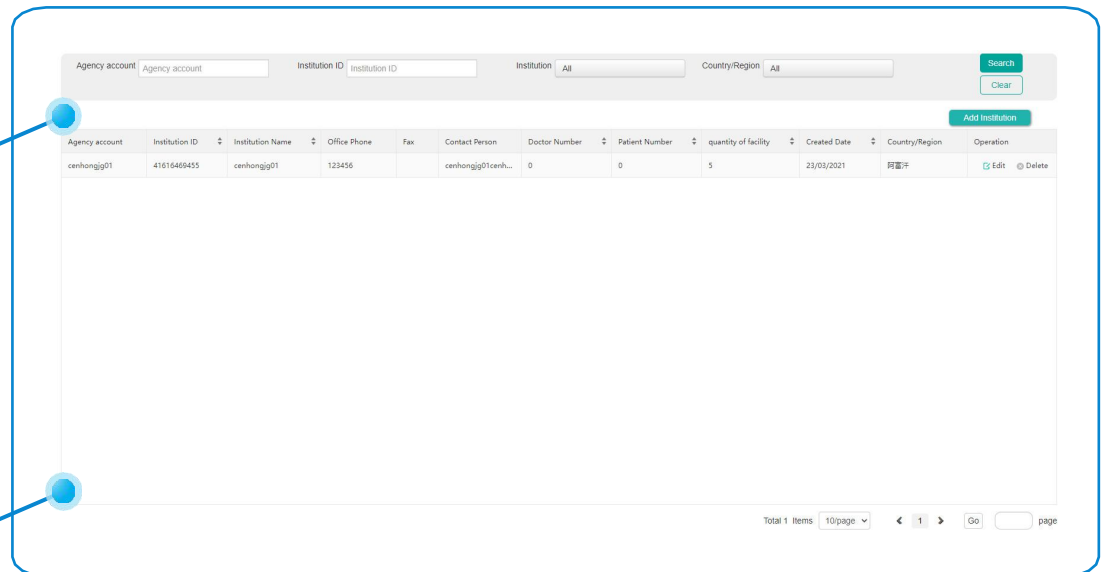 Agency account Agency account Institution ID Institution ID Institution All Country/Region All Search
Clear
Add Institution
Agency account Institution ID Institution Name Office Phone Fax Contact Person Doctor Number Patient Number quantity of facility Created Date Country/Region Operation
cenhongjg01 41616469455 cenhongjg01 123456 cenhongjg01cenh... 0 0 5 23/03/2021 阿富汗 Edit Delete
Total 1 Items 10/page 1 Go page